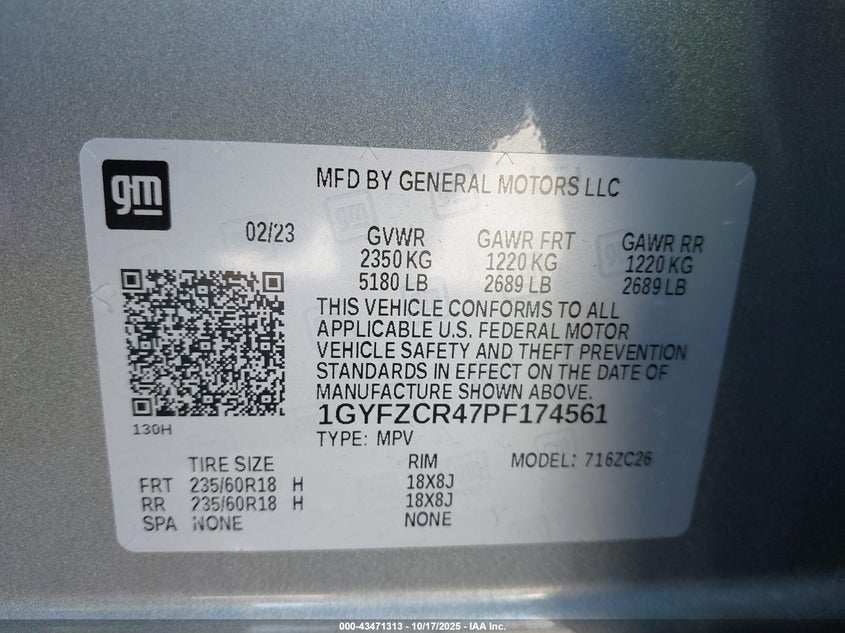 gm
MFD BY GENERAL MOTORS LLC
02/23
GVWR GAWR FRT GAWR RR
2350 KG 1220 KG 1220 KG
5180 LB 2689 LB 2689 LB
THIS VEHICLE CONFORMS TO ALL
APPLICABLE U.S. FEDERAL MOTOR
VEHICLE SAFETY AND THEFT PREVENTION
STANDARDS IN EFFECT ON THE DATE OF
MANUFACTURE SHOWN ABOVE.
1GYFZCR47PF174561
130H
TYPE: MPV
TIRE SIZE RIM MODEL: 716ZC26
FRT 235/60R18 H 18X8J
RR 235/60R18 H 18X8J
SPA NONE NONE
000-43471313 - 10/17/2025 - IAA Inc.